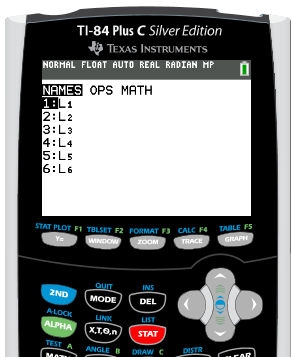 TI-84 Plus C Silver Edition
TEXAS INSTRUMENTS
NORMAL FLOAT AUTO REAL RADIAN MP
NAMES OPS MATH
1:L1
2:L2
3:L3
4:L4
5:L5
6:L6
STAT PLOT F1 TBLSET F2 FORMAT F3 CALC F4 TABLE F5
Y= WINDOW ZOOM TRACE GRAPH
QUIT INS
2ND MODE DEL
A-LOCK LINK LIST
ALPHA X,T,Θ,n STAT
TEST A ANGLE B DRAW C DISTR
MATH CLEAR